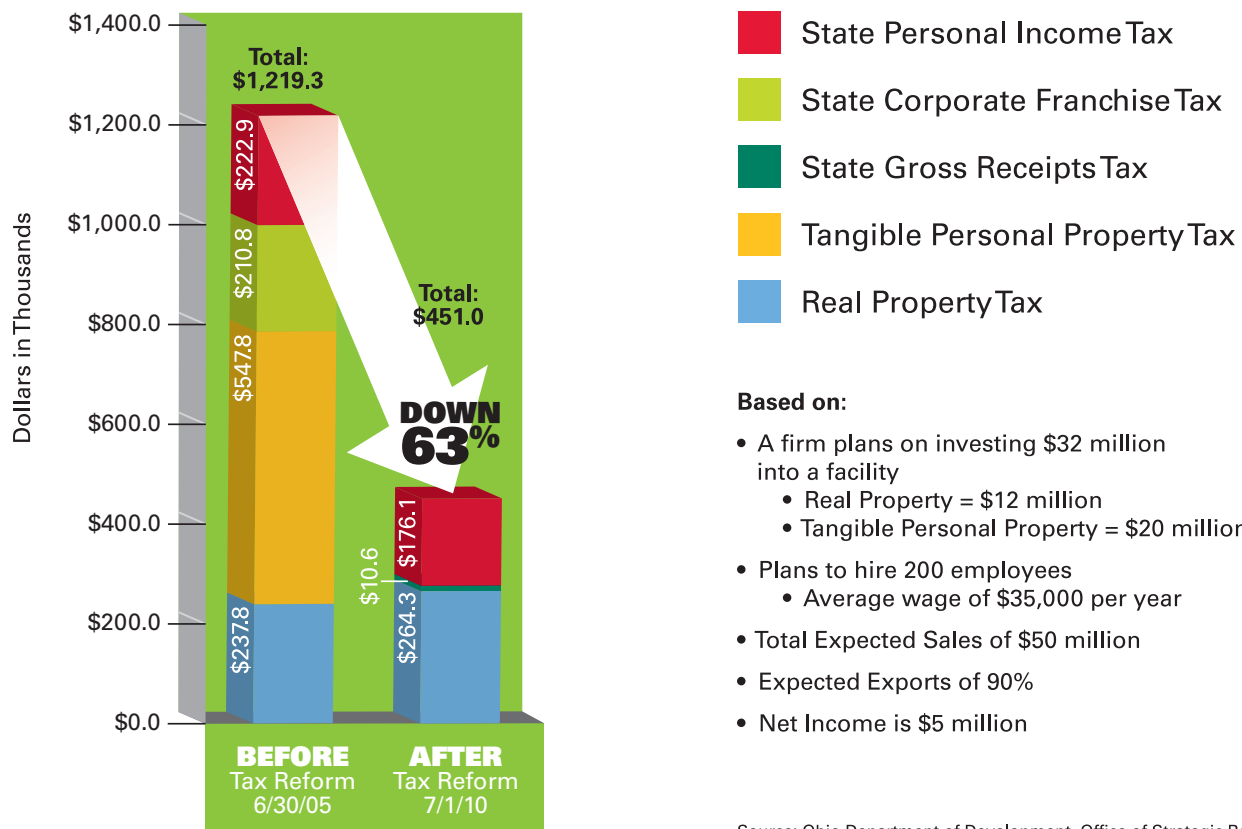 $1,400.0
$1,200.0
$1,000.0
$800.0
$600.0
$400.0
$200.0
$0.0
Dollars in Thousands
Total:
$1,219.3
$222.9
$210.8
$547.8
$237.8
Total:
$451.0
DOWN
63%
$176.1
$10.6
$264.3
BEFORE
Tax Reform
6/30/05
AFTER
Tax Reform
7/1/10
State Personal Income Tax
State Corporate Franchise Tax
State Gross Receipts Tax
Tangible Personal Property Tax
Real Property Tax
Based on:
• A firm plans on investing $32 million
into a facility
• Real Property = $12 million
• Tangible Personal Property = $20 million
• Plans to hire 200 employees
• Average wage of $35,000 per year
• Total Expected Sales of $50 million
• Expected Exports of 90%
• Net Income is $5 million